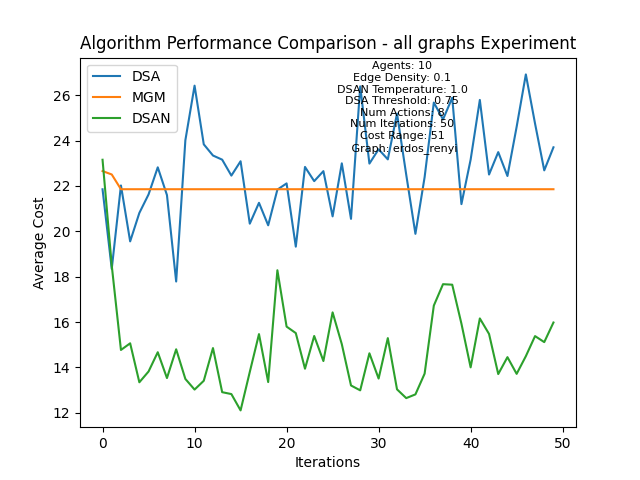 Algorithm Performance Comparison - all graphs Experiment
DSA
MGM
DSAN
Agents: 10
Edge Density: 0.1
DSAN Temperature: 1.0
DSA Threshold: 0.75
Num Actions: 8
Num Iterations: 50
Cost Range: 51
Graph: erdos_renyi
Average Cost
26
24
22
20
18
16
14
12
0
10
20
30
40
50
Iterations